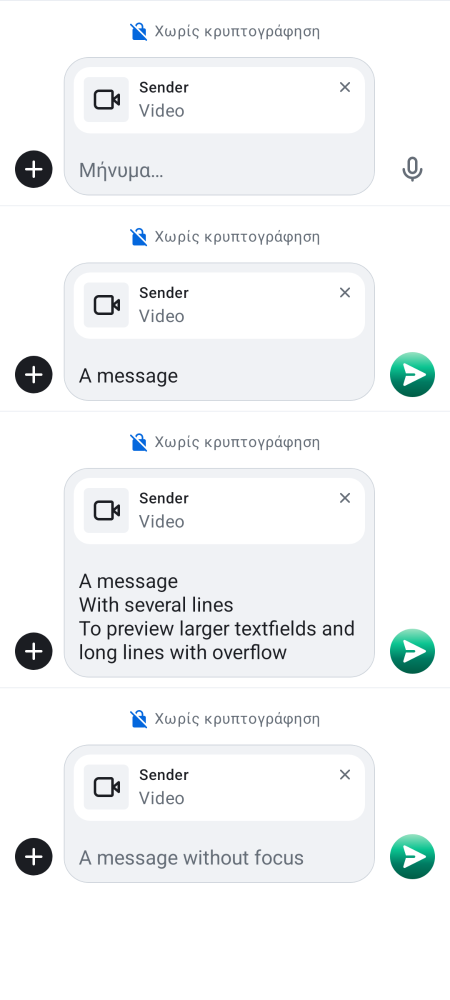 Χωρίς κρυπτογράφηση
Sender
Video
Μήνυμα…
Χωρίς κρυπτογράφηση
Sender
Video
A message
Χωρίς κρυπτογράφηση
Sender
Video
A message
With several lines
To preview larger textfields and
long lines with overflow
Χωρίς κρυπτογράφηση
Sender
Video
A message without focus